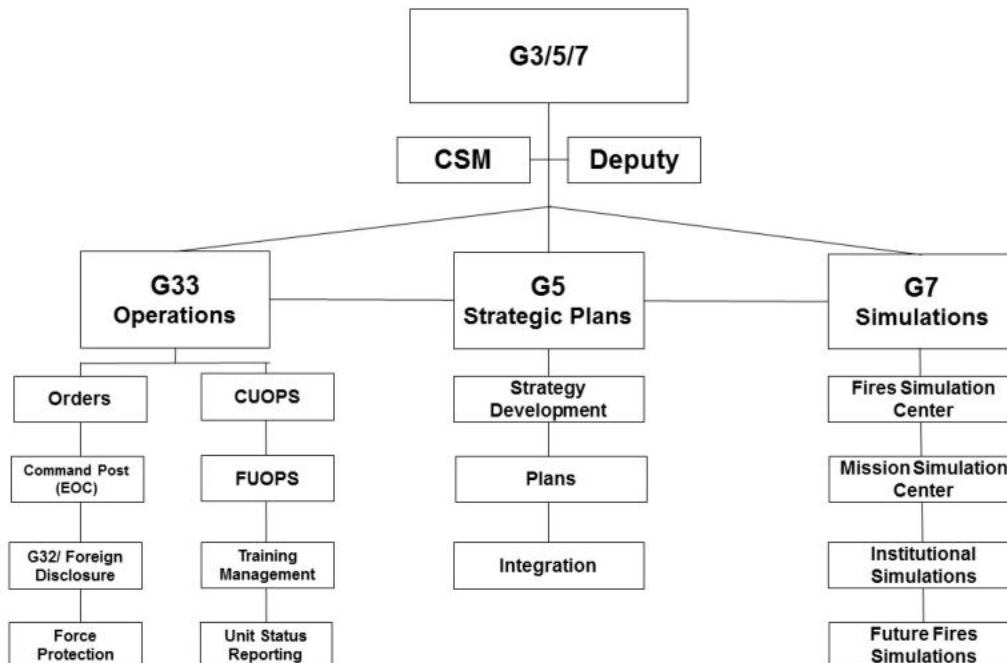 G3/5/7
CSM
Deputy
G33
Operations
G5
Strategic Plans
G7
Simulations
Orders
CUOPS
Strategy
Development
Fires Simulation
Center
Command Post
(EOC)
FUOPS
Plans
Mission Simulation
Center
G32/ Foreign
Disclosure
Training
Management
Integration
Institutional
Simulations
Force
Protection
Unit Status
Reporting
Future Fires
Simulations